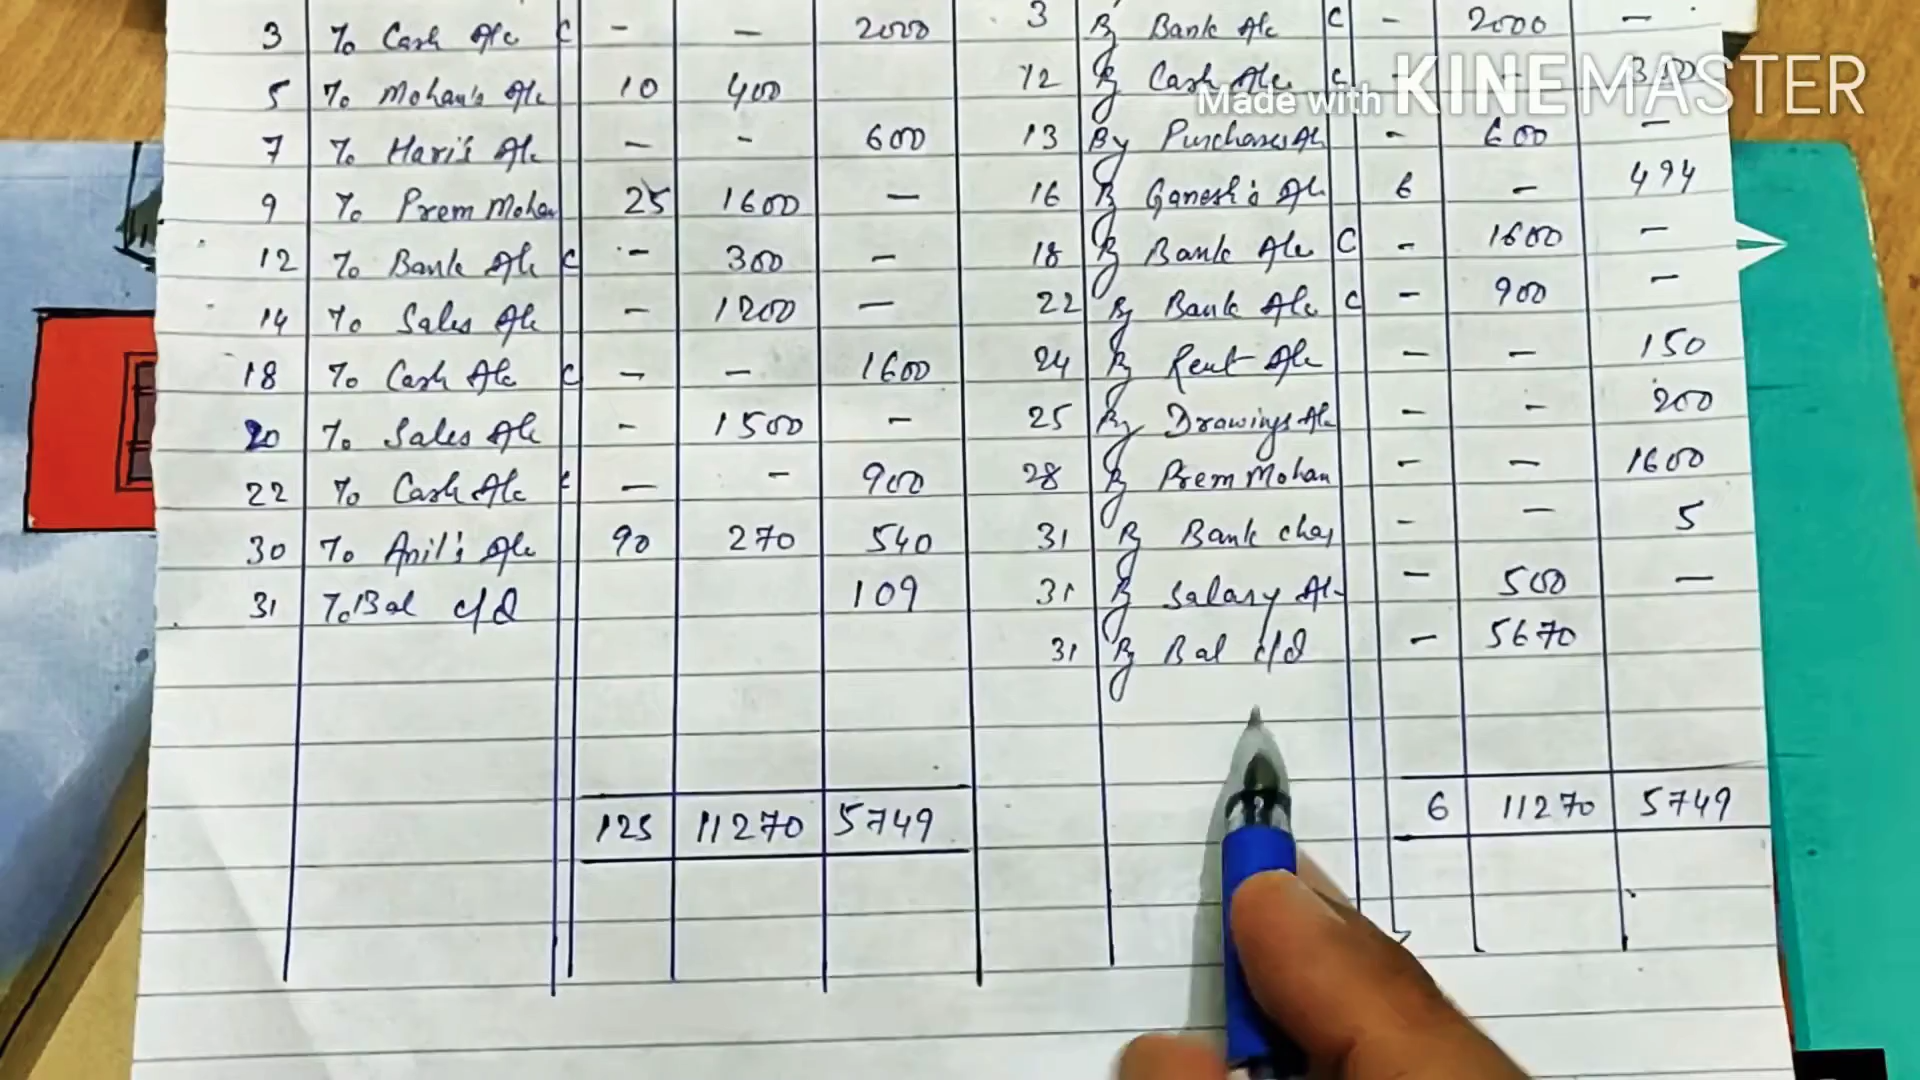 3 To Cash A/c C - - 2000 3 By Bank A/c C - 2000 -
5 To Mohan's A/c 10 400 12 By Cash A/c C - - 300
Made with KINEMASTER
7 To Hari's A/c - - 600 13 By Purchases A/c - 600 -
9 To Prem Mohan 25 1600 - 16 By Ganesh's A/c 6 - 494
12 To Bank A/c C - 300 - 18 By Bank A/c C - 1600 -
14 To Sales A/c - 1200 - 22 By Bank A/c C - 900 -
18 To Cash A/c C - - 1600 24 By Rent A/c - - 150
20 To Sales A/c - 1500 - 25 By Drawings A/c - - 200
22 To Cash A/c C - - 900 28 By Prem Mohan - - 1600
30 To Anil's A/c 90 270 540 31 By Bank cha - - 5
31 To Bal c/d 109 31 By Salary A/c - 500 -
31 By Bal c/d - 5670
125 11270 5749 6 11270 5749